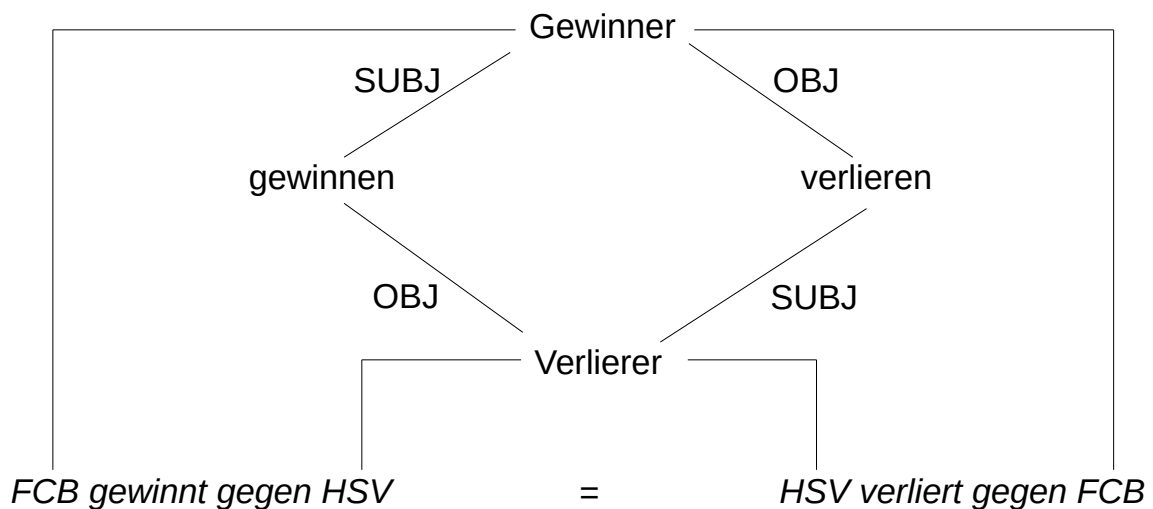 Gewinner
SUBJ OBJ
gewinnen verlieren
OBJ SUBJ
Verlierer
FCB gewinnt gegen HSV = HSV verliert gegen FCB